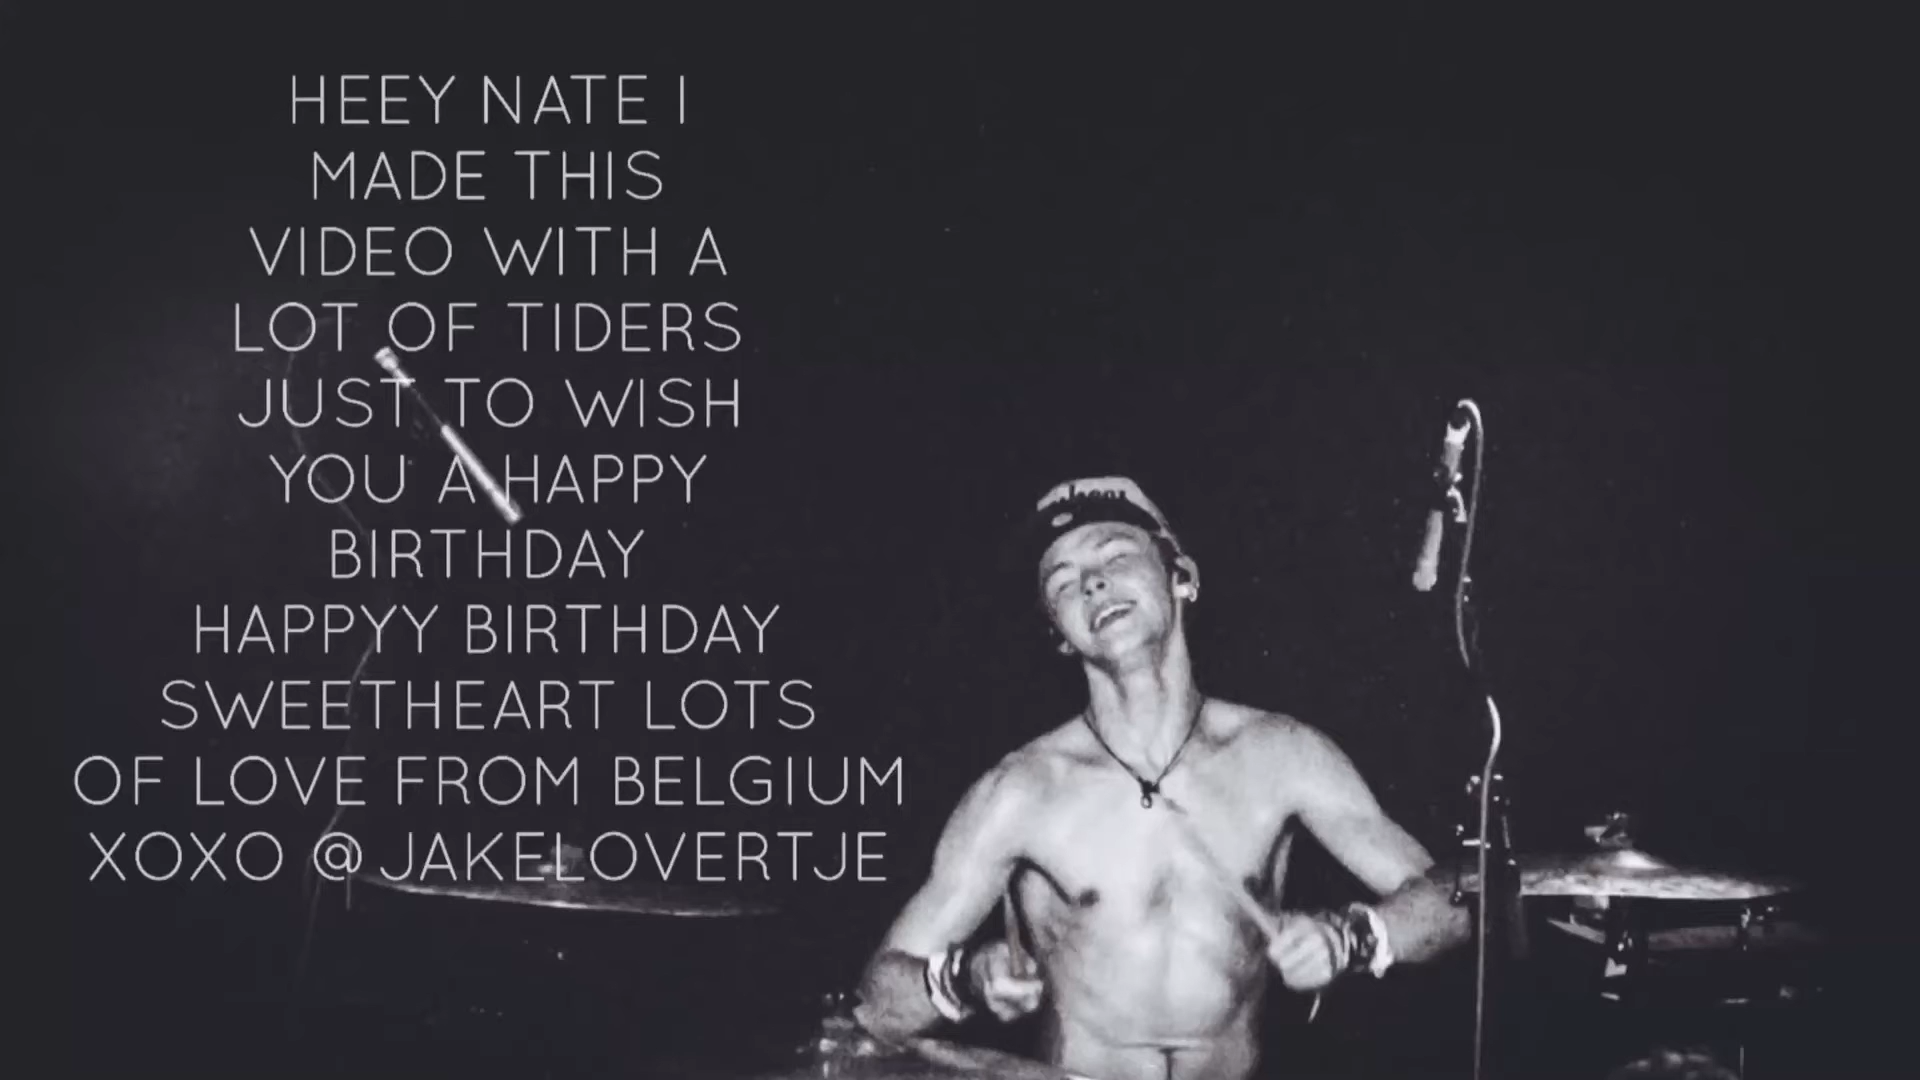 HEEY NATE I
MADE THIS
VIDEO WITH A
LOT OF TIDERS
JUST TO WISH
YOU A HAPPY
BIRTHDAY
HAPPYY BIRTHDAY
SWEETHEART LOTS
OF LOVE FROM BELGIUM
XOXO @JAKELOVERTJE